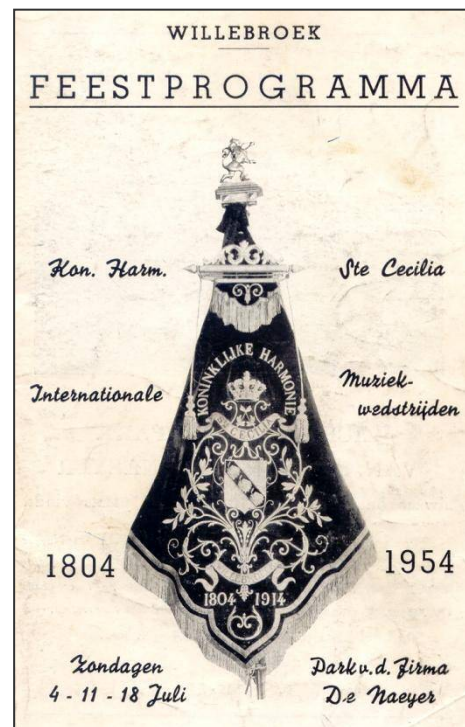 WILLEBROEK
FEESTPROGRAMMA
Kon. Harm.
Ste Cecilia
KONINKLIJKE HARMONIE
CECILIA
Internationale
Muziek-
wedstrijden
1804
1954
1804 1914
Zondagen
4 - 11 - 18 Juli
Park v. d. Firma
De Naeyer